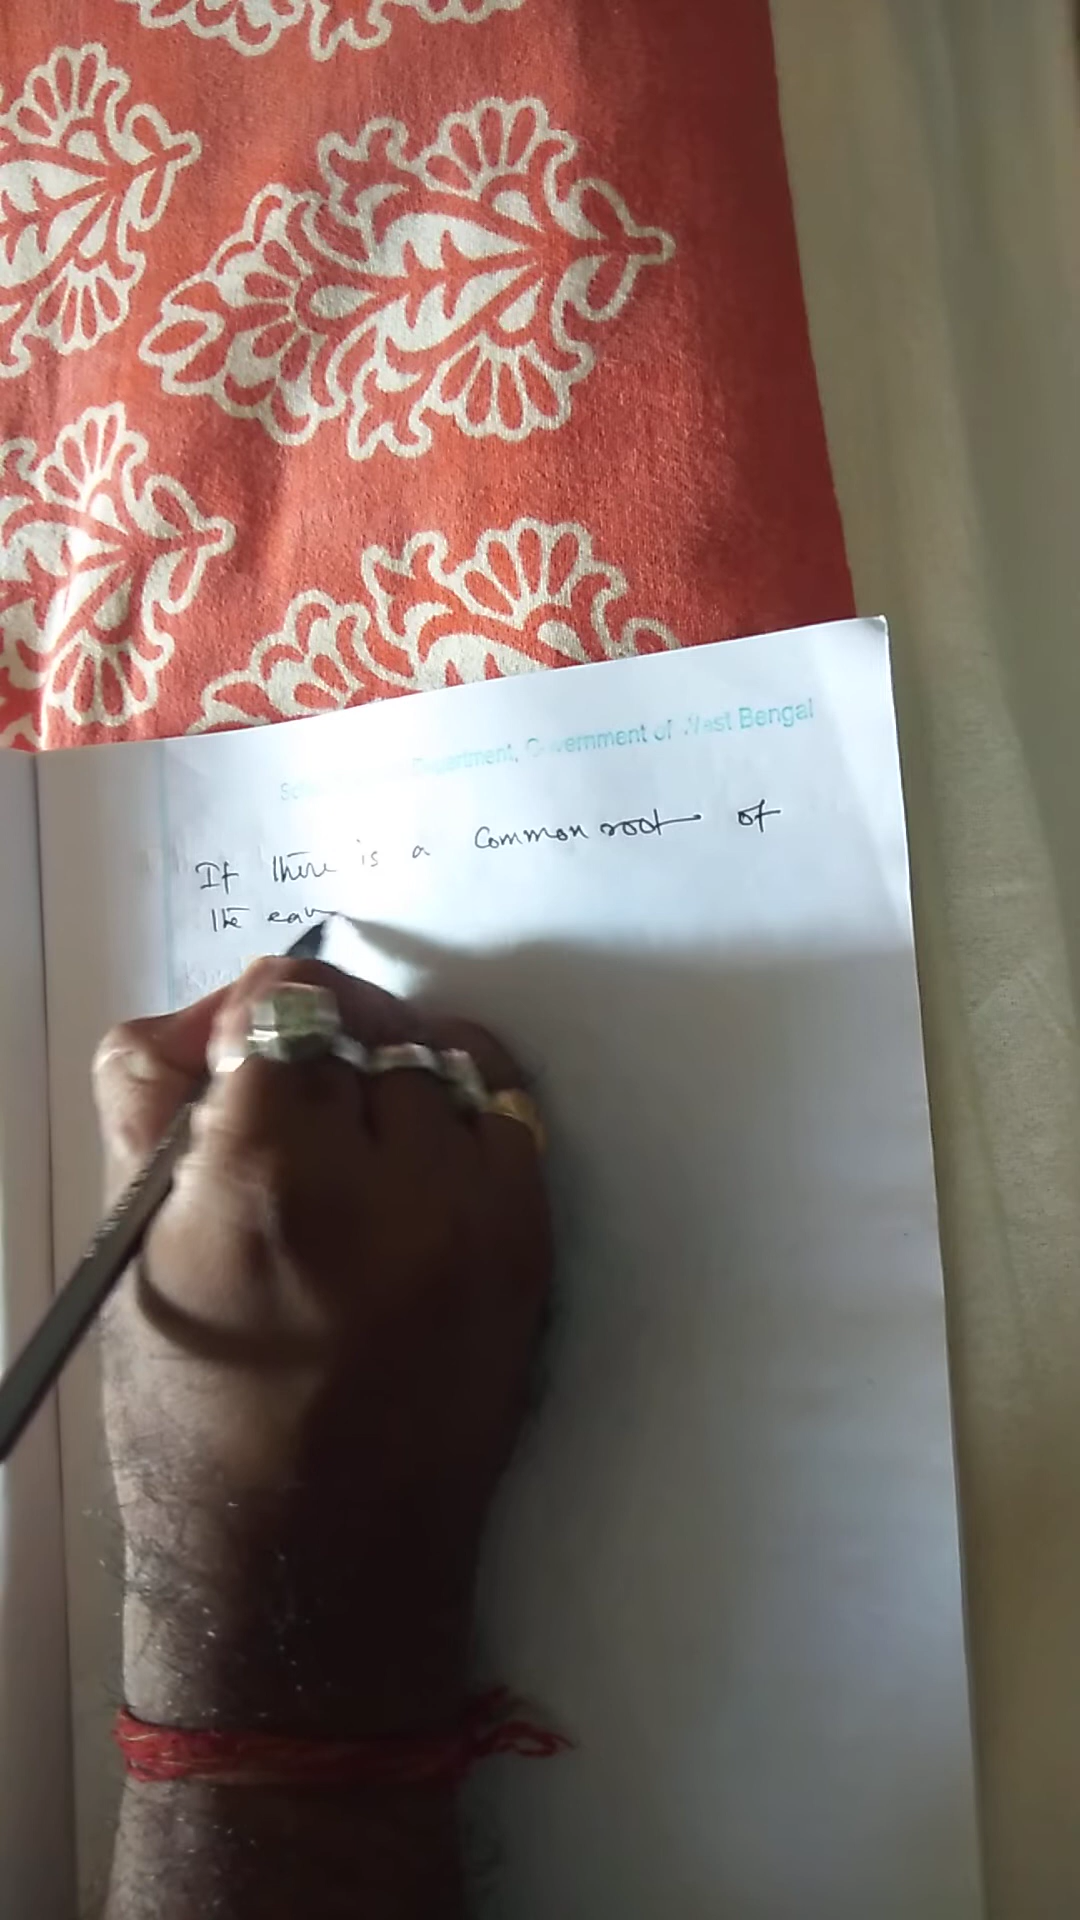 Department, Government of West Bengal
If there is a common root of
the